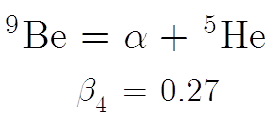 ⁹Be = α + ⁵He
β₄ = 0.27